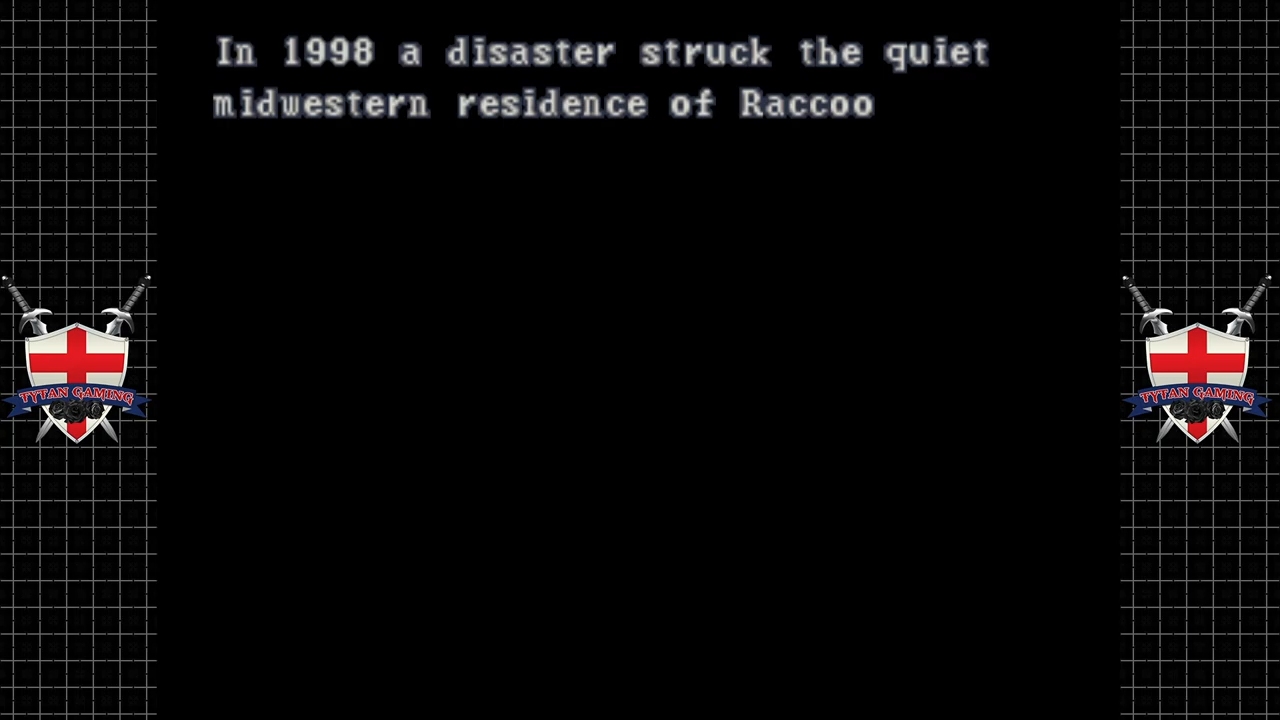 In 1998 a disaster struck the quiet
midwestern residence of Raccoo
TYTAN GAMING
TYTAN GAMING